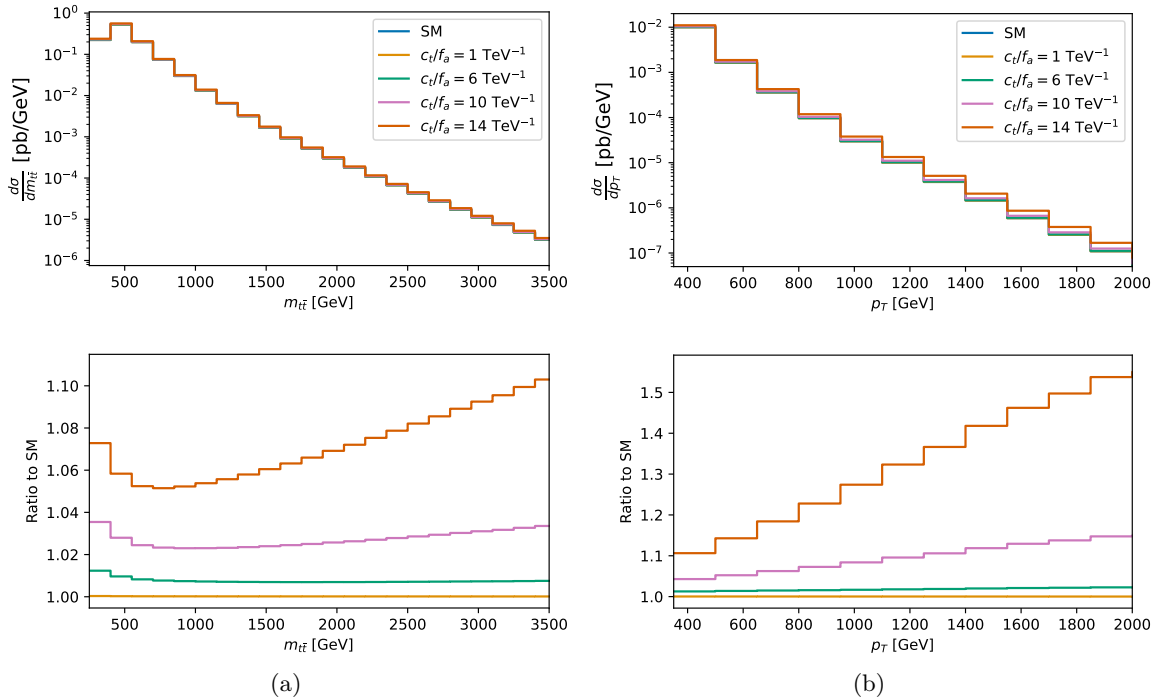 10⁰
10⁻¹
10⁻²
10⁻³
10⁻⁴
10⁻⁵
10⁻⁶
dσ/dm_{tt̄} [pb/GeV]
SM
c_t/f_a = 1 TeV⁻¹
c_t/f_a = 6 TeV⁻¹
c_t/f_a = 10 TeV⁻¹
c_t/f_a = 14 TeV⁻¹
500 1000 1500 2000 2500 3000 3500
m_{tt̄} [GeV]
10⁻²
10⁻³
10⁻⁴
10⁻⁵
10⁻⁶
10⁻⁷
dσ/dp_T [pb/GeV]
SM
c_t/f_a = 1 TeV⁻¹
c_t/f_a = 6 TeV⁻¹
c_t/f_a = 10 TeV⁻¹
c_t/f_a = 14 TeV⁻¹
400 600 800 1000 1200 1400 1600 1800 2000
p_T [GeV]
1.10
1.08
1.06
1.04
1.02
1.00
Ratio to SM
500 1000 1500 2000 2500 3000 3500
m_{tt̄} [GeV]
(a)
1.5
1.4
1.3
1.2
1.1
1.0
Ratio to SM
400 600 800 1000 1200 1400 1600 1800 2000
p_T [GeV]
(b)